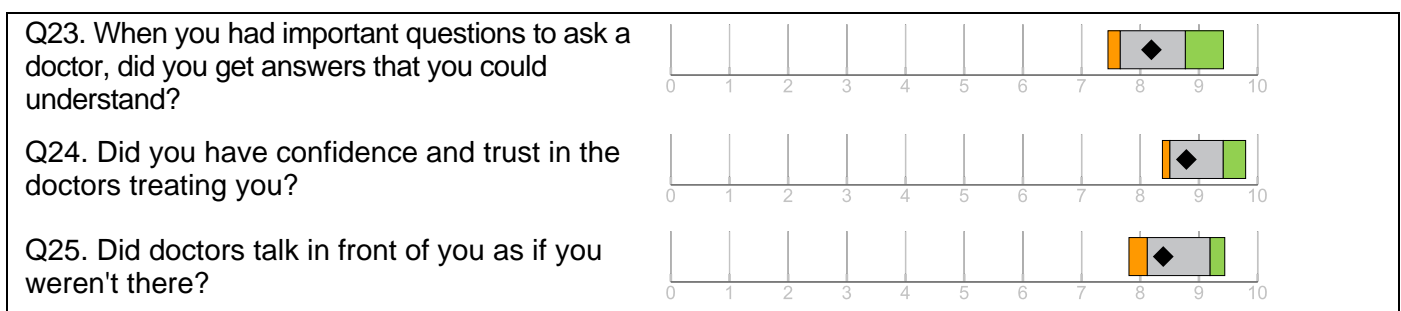 Q23. When you had important questions to ask a
doctor, did you get answers that you could
understand?
0 1 2 3 4 5 6 7 8 9 10
Q24. Did you have confidence and trust in the
doctors treating you?
0 1 2 3 4 5 6 7 8 9 10
Q25. Did doctors talk in front of you as if you
weren't there?
0 1 2 3 4 5 6 7 8 9 10